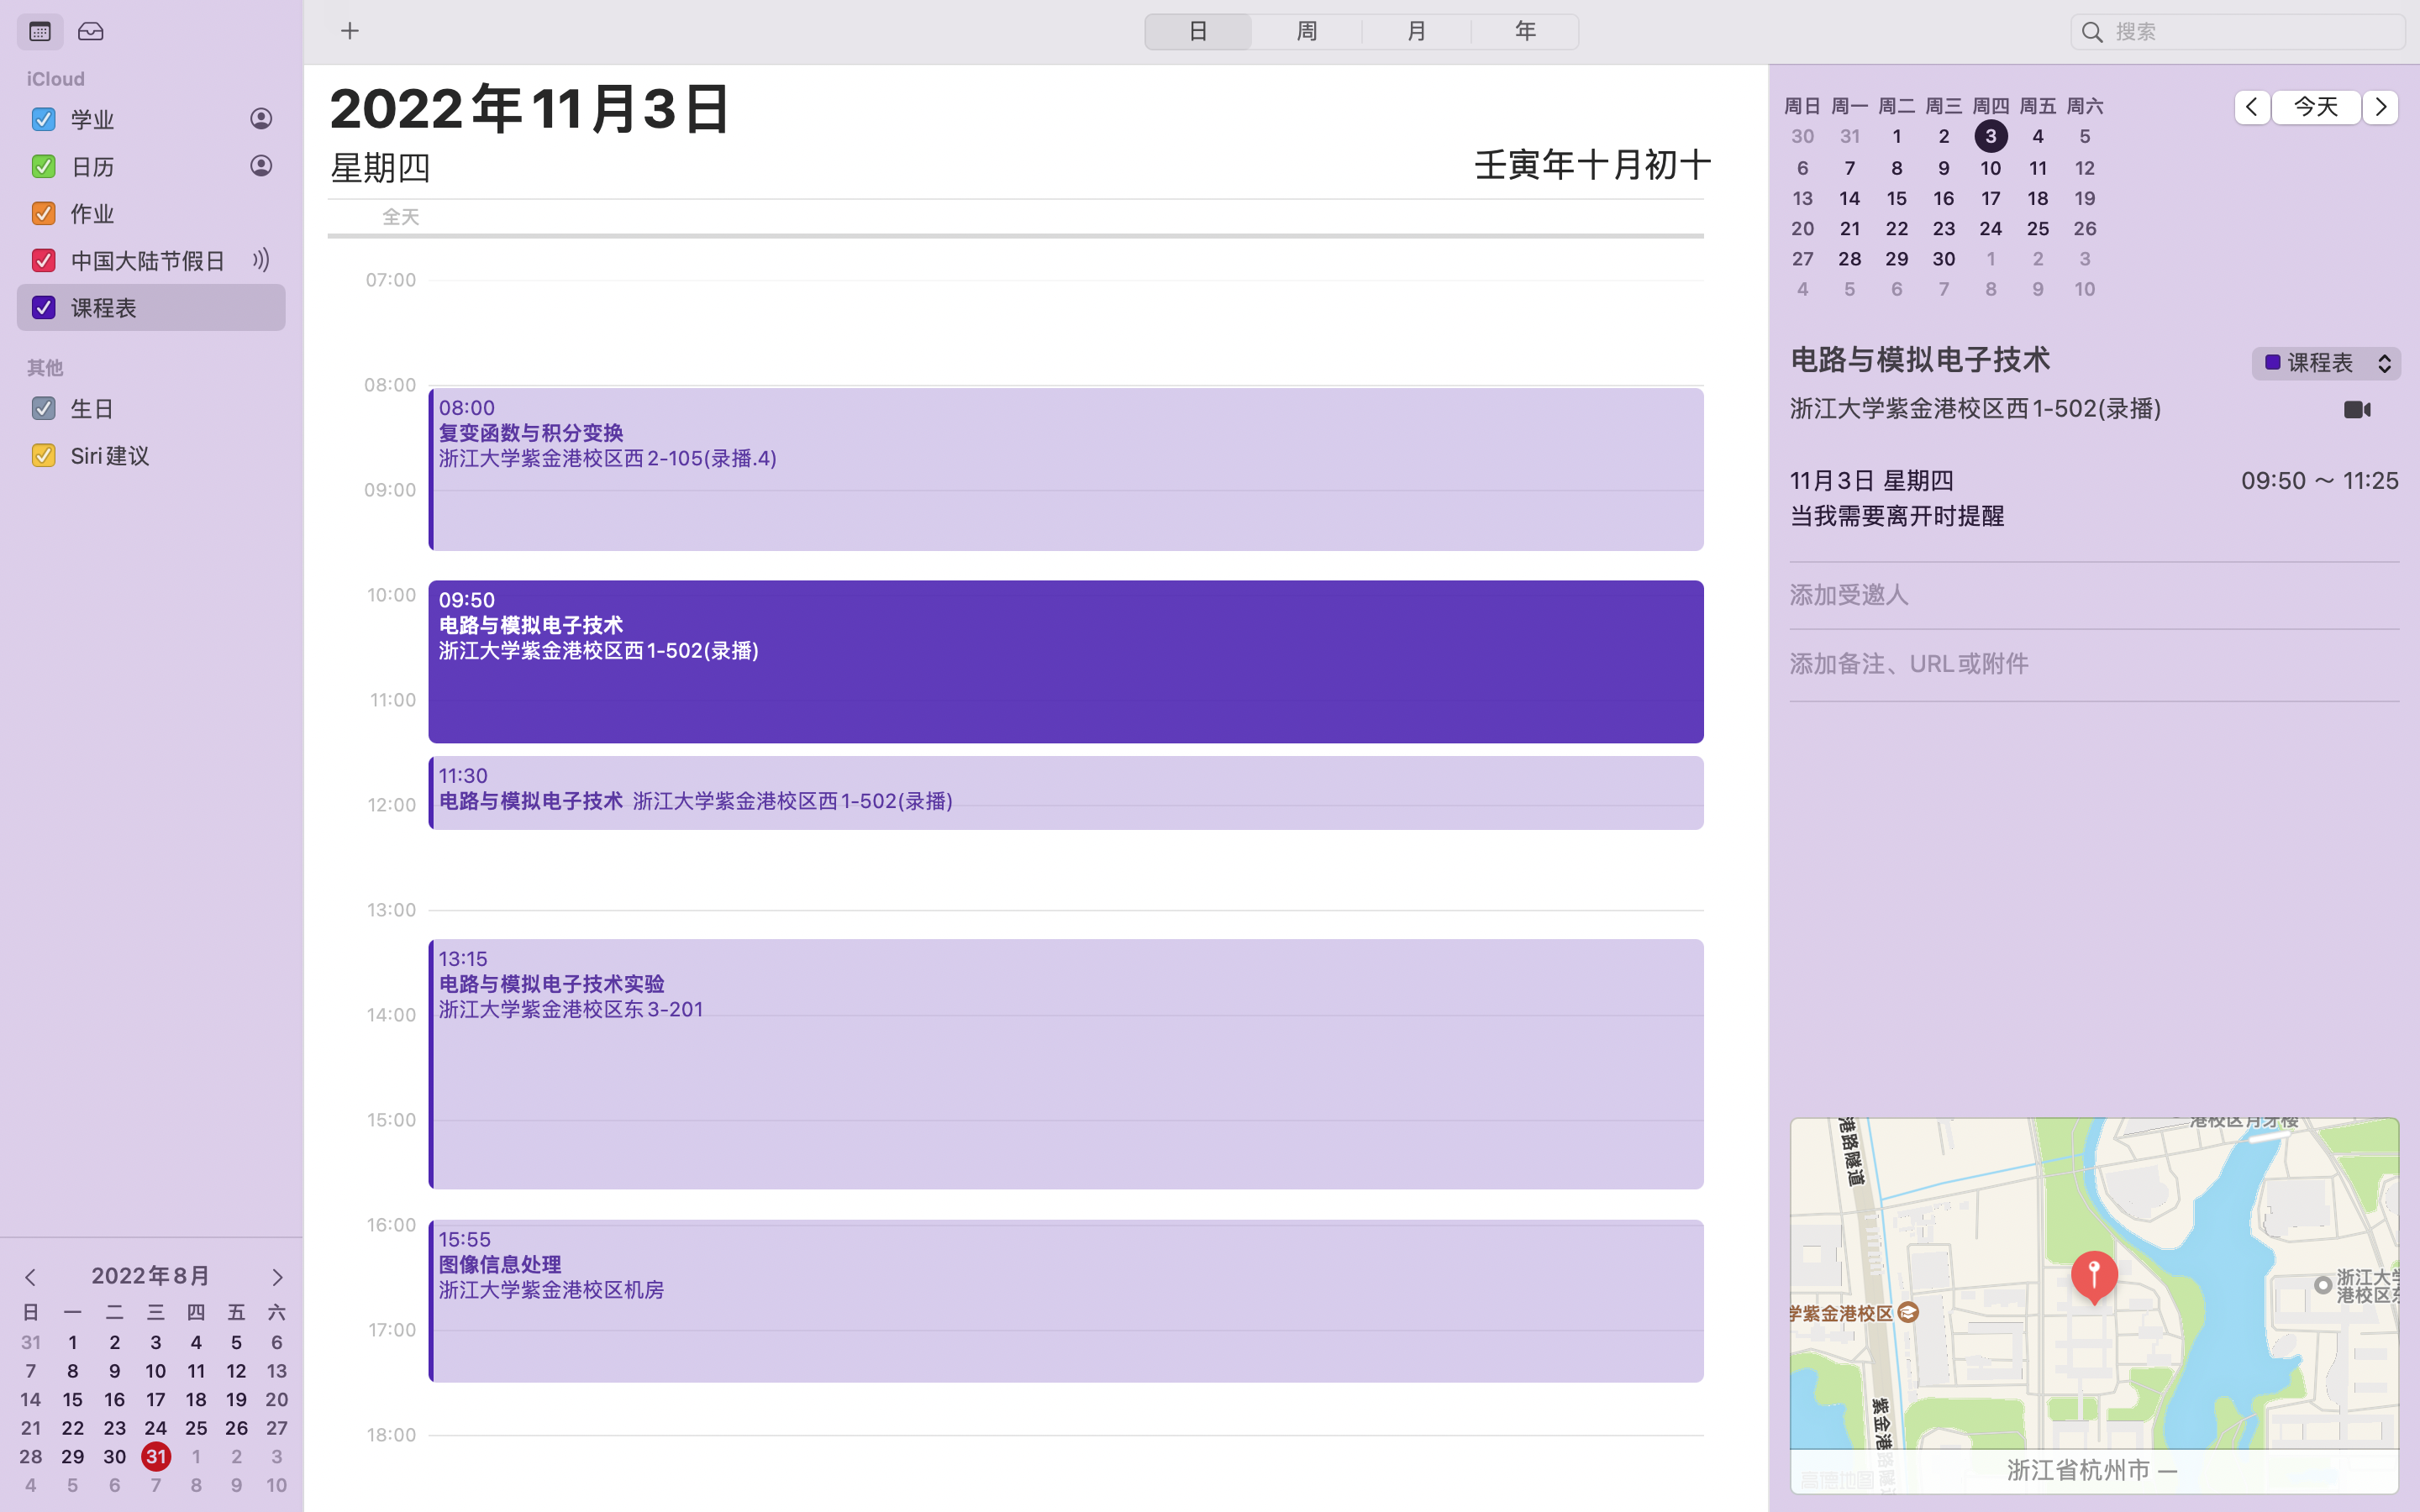 iCloud
学业
日历
作业
中国大陆节假日
课程表
其他
生日
Siri建议
2022年8月
日 一 二 三 四 五 六
31 1 2 3 4 5 6
7 8 9 10 11 12 13
14 15 16 17 18 19 20
21 22 23 24 25 26 27
28 29 30 31 1 2 3
4 5 6 7 8 9 10
日 周 月 年
搜索
2022年11月3日
星期四
壬寅年十月初十
全天
07:00
08:00
08:00
复变函数与积分变换
浙江大学紫金港校区西2-105(录播.4)
09:00
10:00
09:50
电路与模拟电子技术
浙江大学紫金港校区西1-502(录播)
11:00
11:30
电路与模拟电子技术 浙江大学紫金港校区西1-502(录播)
12:00
13:00
13:15
电路与模拟电子技术实验
浙江大学紫金港校区东3-201
14:00
15:00
16:00
15:55
图像信息处理
浙江大学紫金港校区机房
17:00
18:00
周日 周一 周二 周三 周四 周五 周六
今天
30 31 1 2 3 4 5
6 7 8 9 10 11 12
13 14 15 16 17 18 19
20 21 22 23 24 25 26
27 28 29 30 1 2 3
4 5 6 7 8 9 10
电路与模拟电子技术
课程表
浙江大学紫金港校区西1-502(录播)
11月3日 星期四
09:50 ～ 11:25
当我需要离开时提醒
添加受邀人
添加备注、URL或附件
港校区月牙楼
港路隧道
浙江大学
港校区东
学紫金港校区
紫金港路隧道
高德地图
浙江省杭州市 —